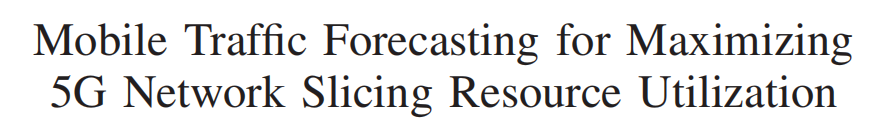 Mobile Traffic Forecasting for Maximizing
5G Network Slicing Resource Utilization